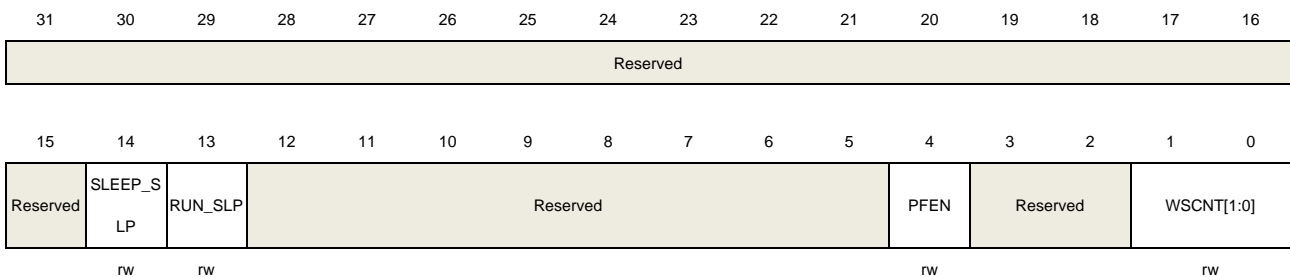 31 30 29 28 27 26 25 24 23 22 21 20 19 18 17 16
Reserved
15 14 13 12 11 10 9 8 7 6 5 4 3 2 1 0
Reserved SLEEP_S
LP RUN_SLP Reserved PFEN Reserved WSCNT[1:0]
rw rw rw rw